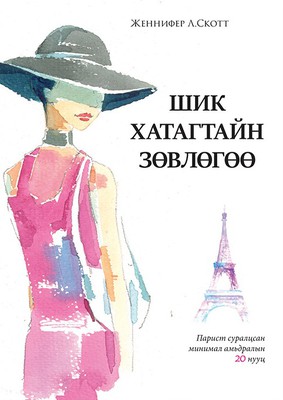 Женнифер Л.Скотт
ШИК
ХАТАГТАЙН
ЗӨВЛӨГӨӨ
Парист суралцсан
минимал амьдралын
20 нууц